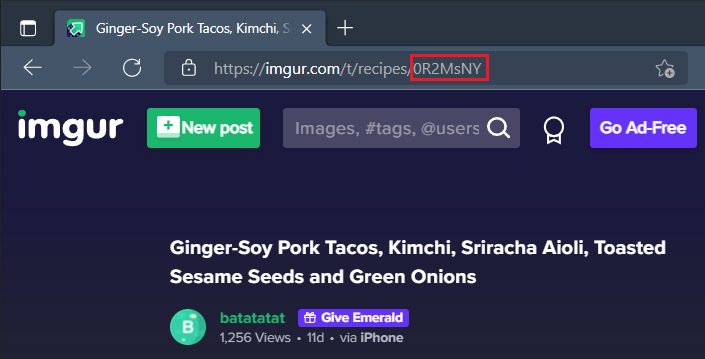 Ginger-Soy Pork Tacos, Kimchi, S
https://imgur.com/t/recipes/0R2MsNY
imgur
New post
Images, #tags, @users
Go Ad-Free
Ginger-Soy Pork Tacos, Kimchi, Sriracha Aioli, Toasted
Sesame Seeds and Green Onions
B
batatatat
Give Emerald
1,256 Views • 11d • via iPhone